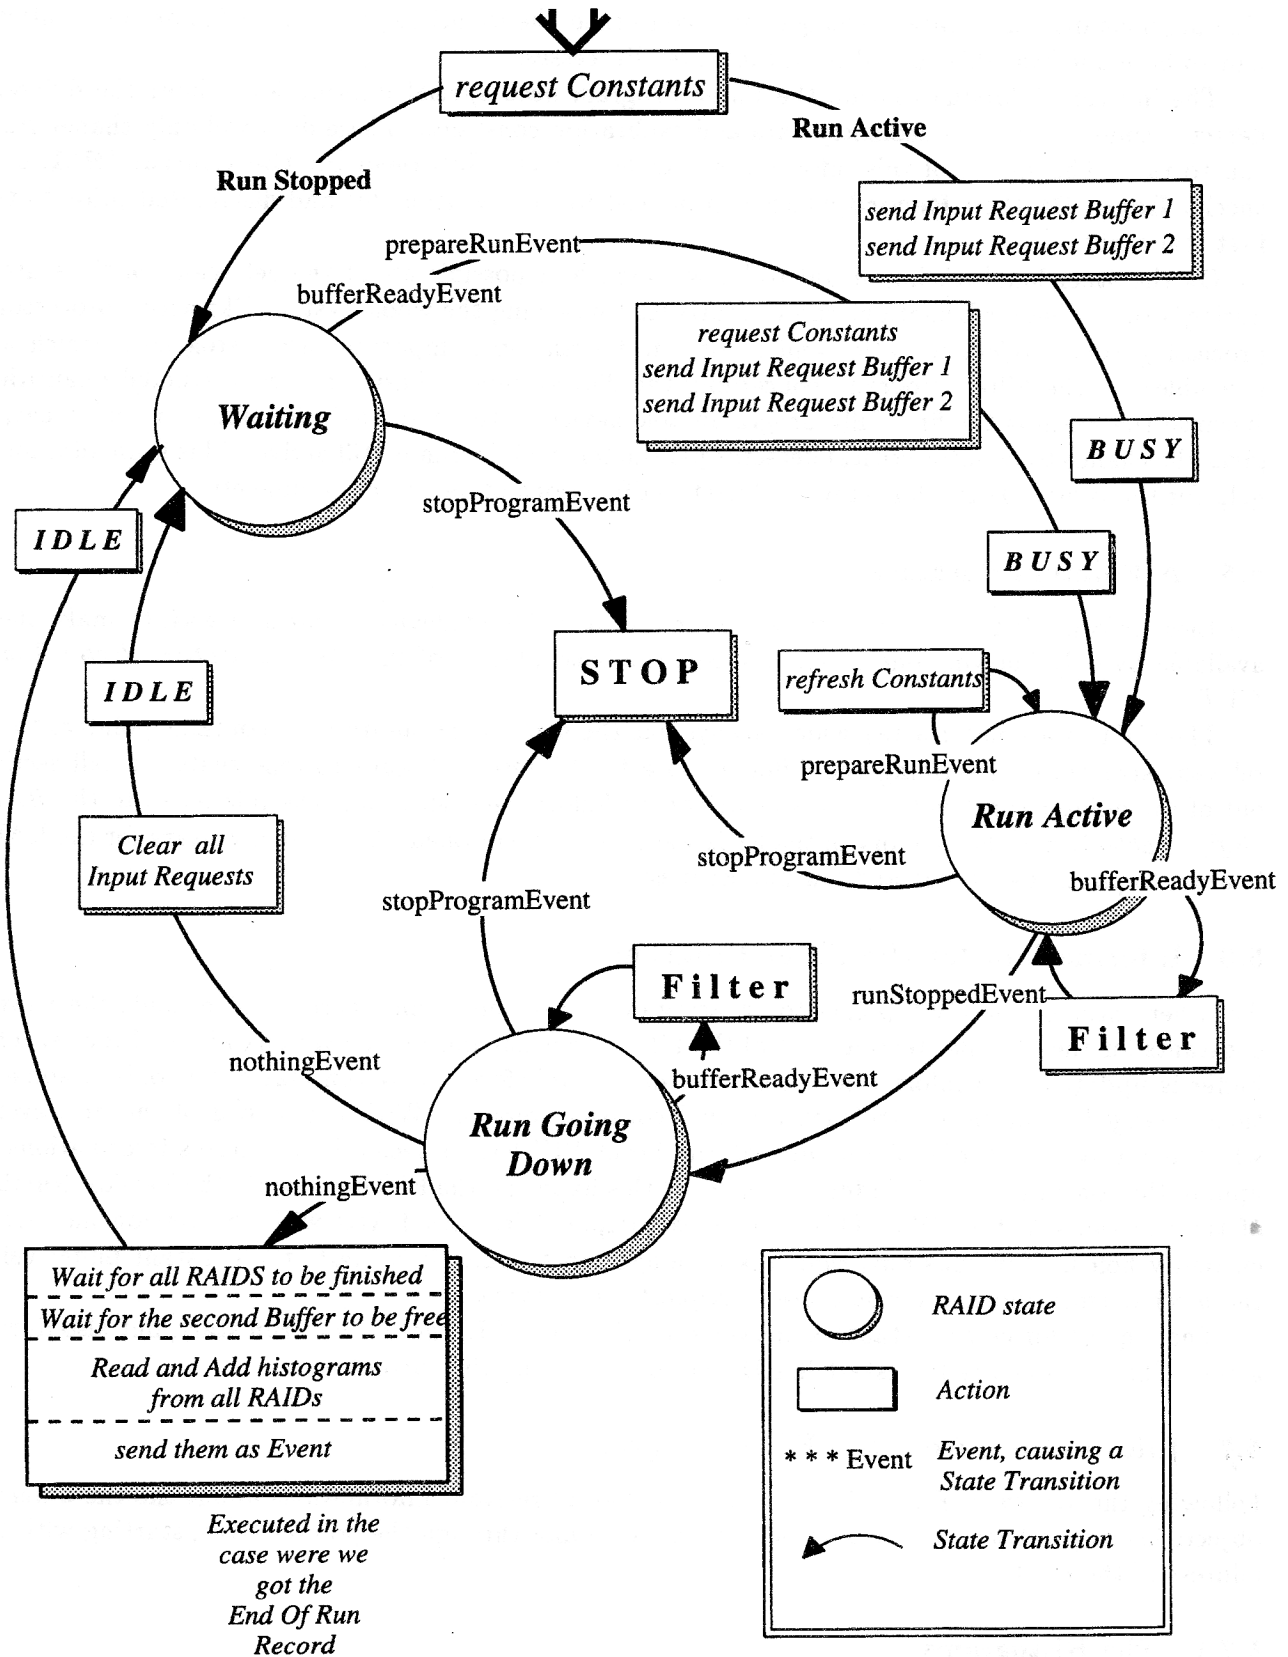 request Constants
Run Active
Run Stopped
send Input Request Buffer 1
send Input Request Buffer 2
prepareRunEvent
bufferReadyEvent
request Constants
send Input Request Buffer 1
send Input Request Buffer 2
Waiting
BUSY
stopProgramEvent
IDLE
BUSY
STOP
refresh Constants
IDLE
prepareRunEvent
Run Active
Clear all
Input Requests
stopProgramEvent
bufferReadyEvent
stopProgramEvent
Filter
runStoppedEvent
Filter
nothingEvent
bufferReadyEvent
Run Going
Down
nothingEvent
Wait for all RAIDS to be finished
Wait for the second Buffer to be free
Read and Add histograms
from all RAIDs
send them as Event
Executed in the
case were we
got the
End Of Run
Record
RAID state
Action
* * * Event
Event, causing a
State Transition
State Transition